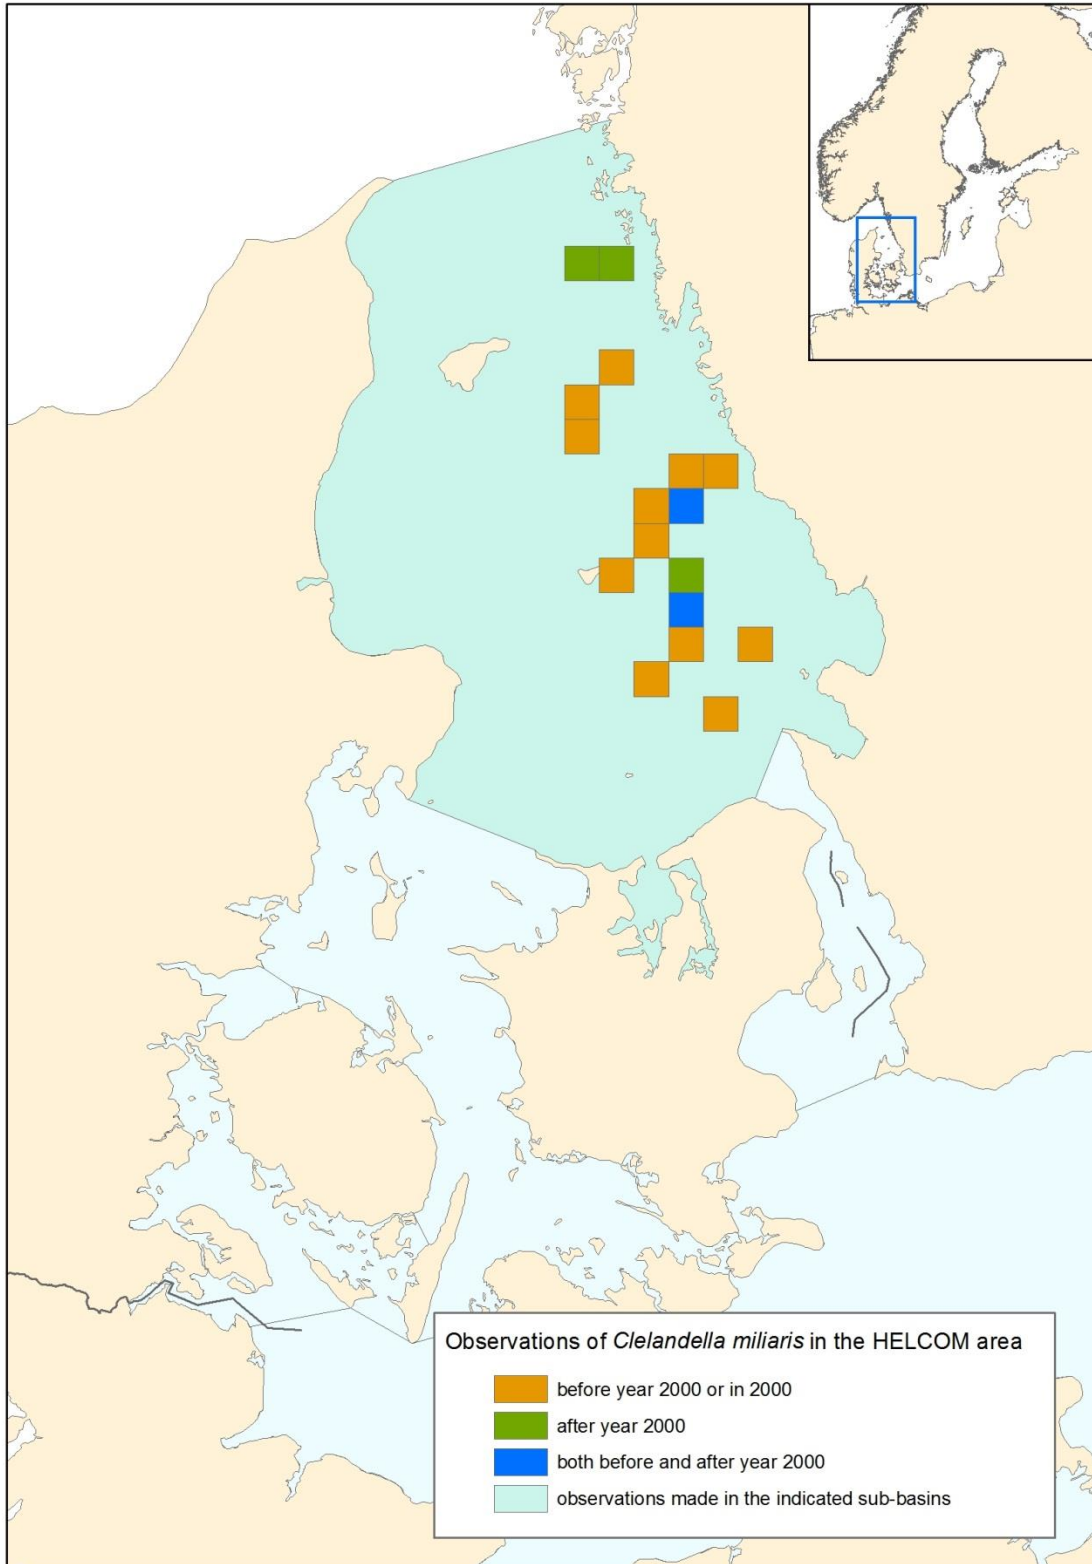 Observations of Clelandella miliaris in the HELCOM area
before year 2000 or in 2000
after year 2000
both before and after year 2000
observations made in the indicated sub-basins